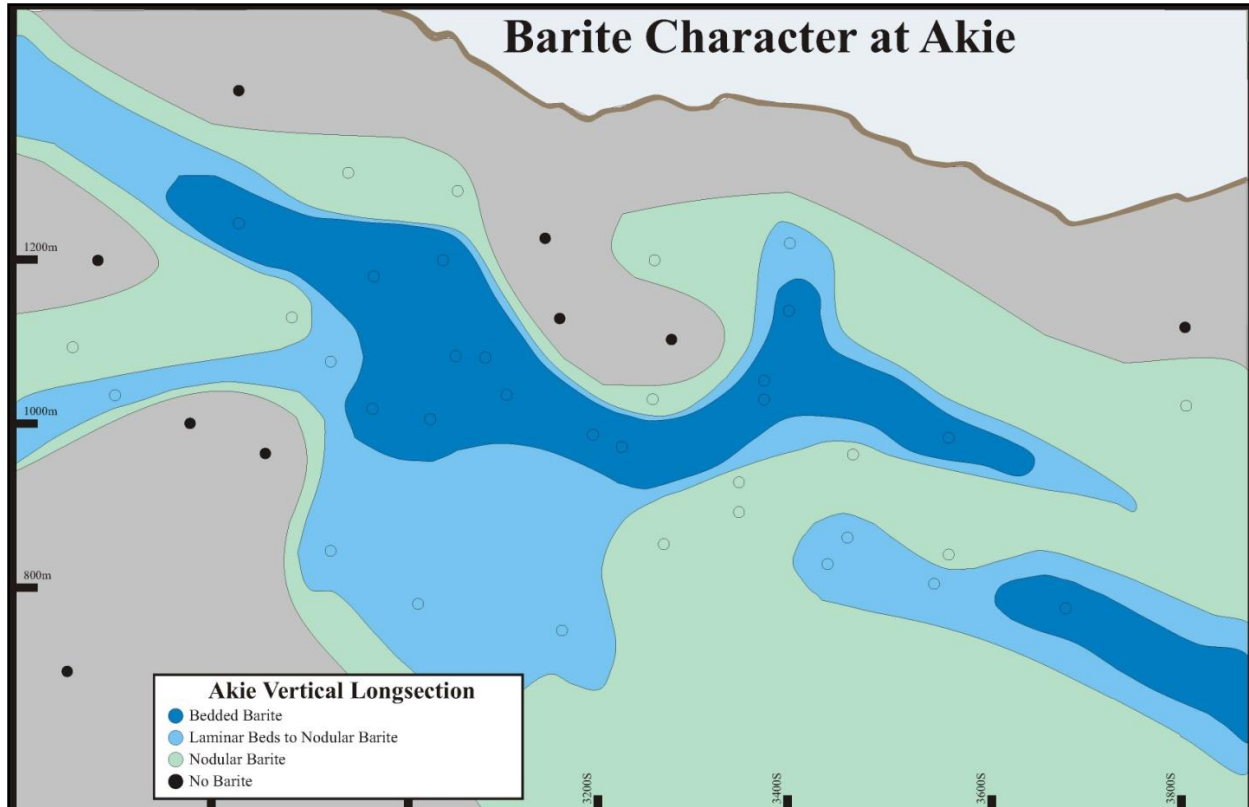 Barite Character at Akie
1200m
1000m
800m
Akie Vertical Longsection
Bedded Barite
Laminar Beds to Nodular Barite
Nodular Barite
No Barite
3200S
3400S
3600S
3800S